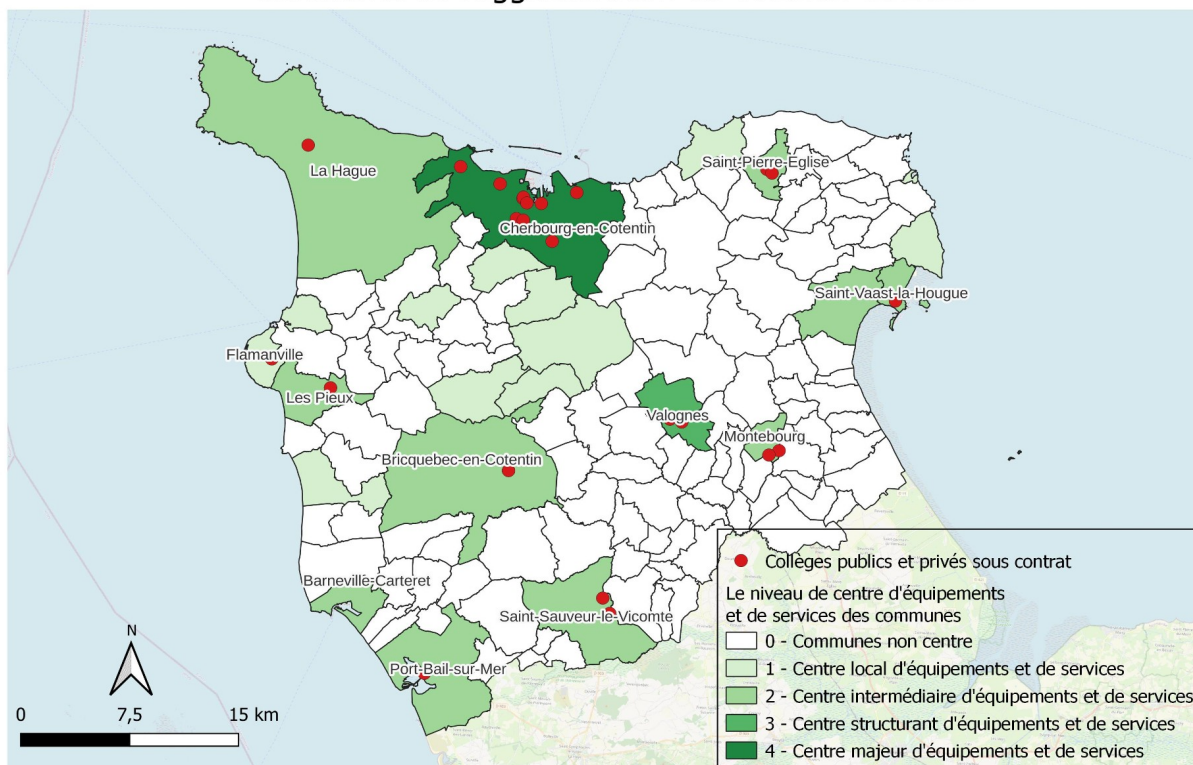 La Hague
Saint-Pierre-Eglise
Cherbourg-en-Cotentin
Saint-Vaast-la-Hougue
Flamanville
Les Pieux
Valognes
Montebourg
Bricquebec-en-Cotentin
Barneville-Carteret
Saint-Sauveur-le-Vicomte
Port-Bail-sur-Mer
N
0 7,5 15 km
Collèges publics et privés sous contrat
Le niveau de centre d'équipements
et de services des communes
0 - Communes non centre
1 - Centre local d'équipements et de services
2 - Centre intermédiaire d'équipements et de services
3 - Centre structurant d'équipements et de services
4 - Centre majeur d'équipements et de services